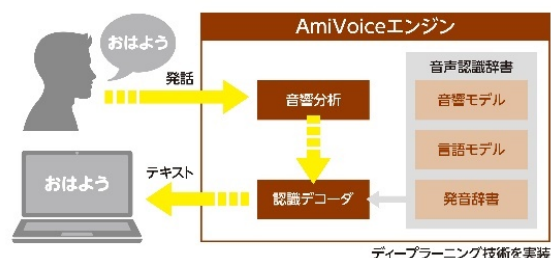 AmiVoiceエンジン
おはよう
発話
音響分析
音声認識辞書
音響モデル
言語モデル
発音辞書
認識デコーダ
テキスト
おはよう
ディープラーニング技術を実装